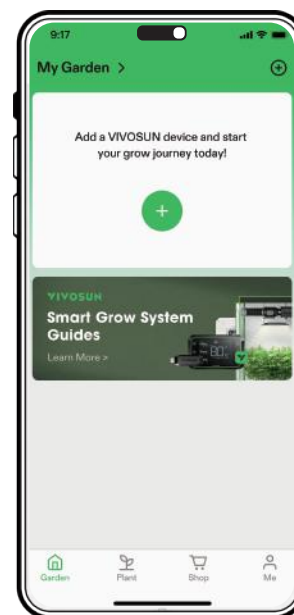 9:17
My Garden >
Add a VIVOSUN device and start
your grow journey today!
VIVOSUN
Smart Grow System
Guides
Learn More >
80
Garden
Plant
Shop
Me